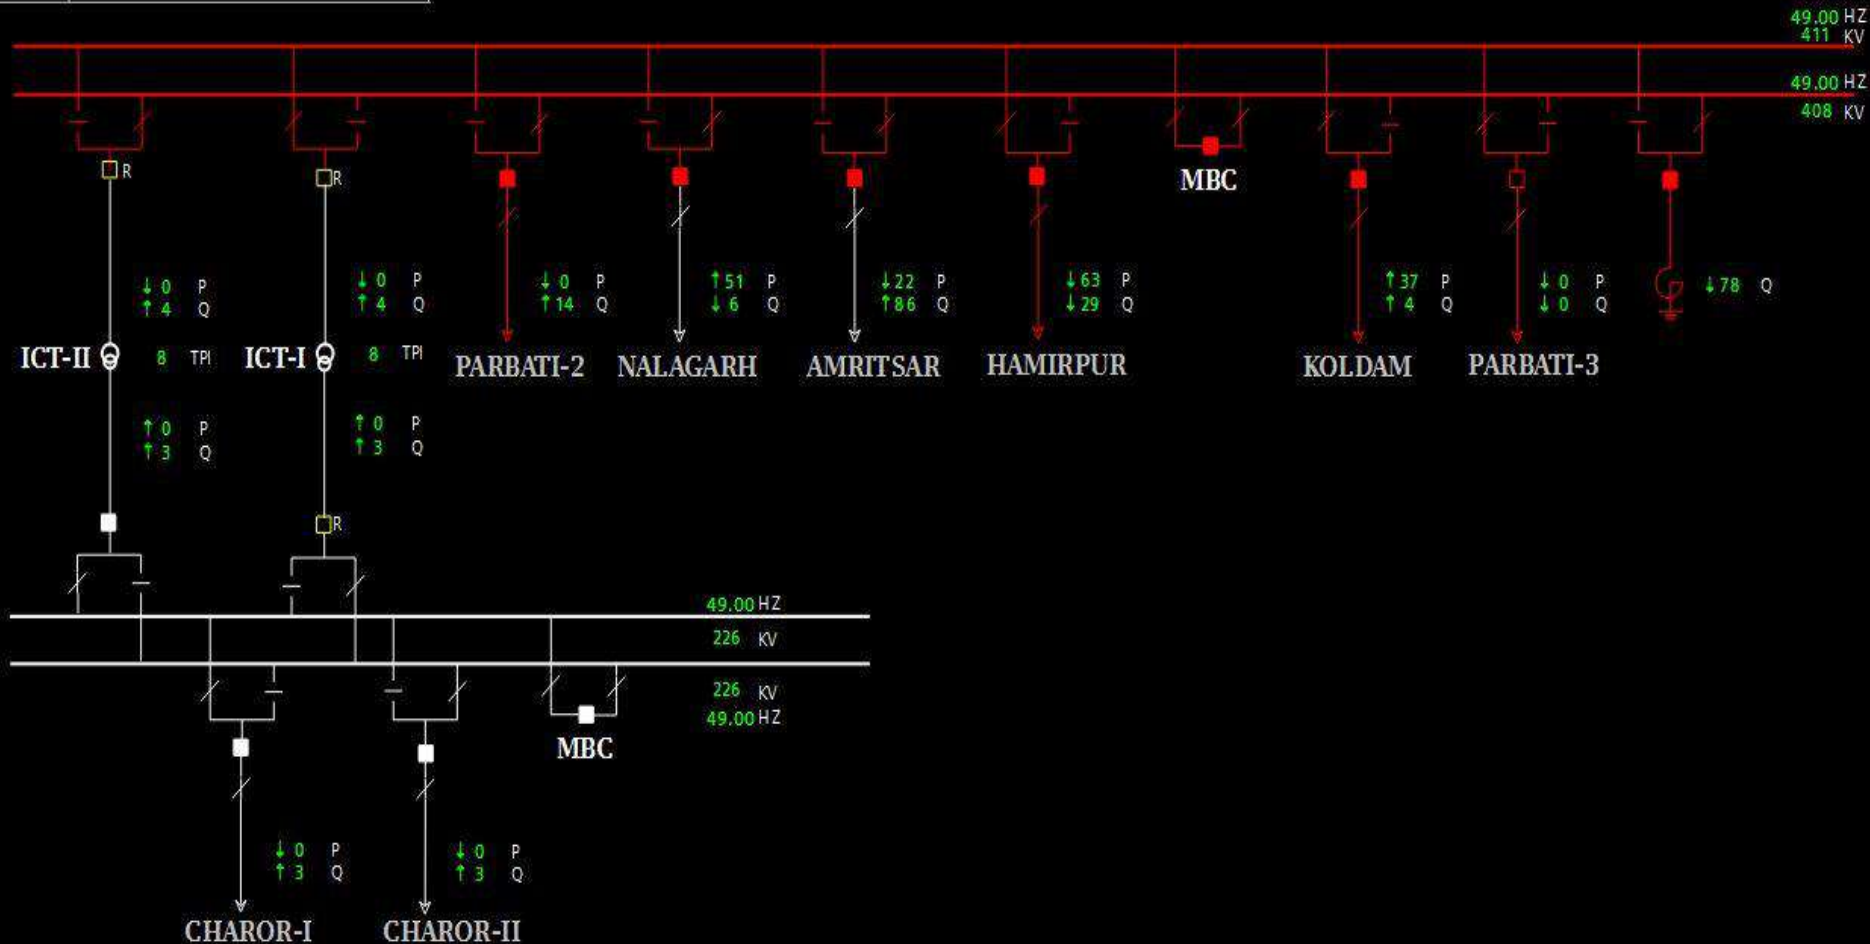 49.00 HZ
411 KV
49.00 HZ
408 KV
R
R
MBC
↓ 0 P
↑ 4 Q
↓ 0 P
↑ 4 Q
↓ 0 P
↑ 14 Q
↑ 51 P
↓ 6 Q
↓ 22 P
↑ 86 Q
↓ 63 P
↓ 29 Q
↑ 37 P
↑ 4 Q
↓ 0 P
↓ 0 Q
↓ 78 Q
ICT-II 8 TPI
ICT-I 8 TPI
PARBATI-2
NALAGARH
AMRITSAR
HAMIRPUR
KOLDAM
PARBATI-3
↑ 0 P
↑ 3 Q
↑ 0 P
↑ 3 Q
R
49.00 HZ
226 KV
226 KV
49.00 HZ
MBC
↓ 0 P
↑ 3 Q
↓ 0 P
↑ 3 Q
CHAROR-I
CHAROR-II